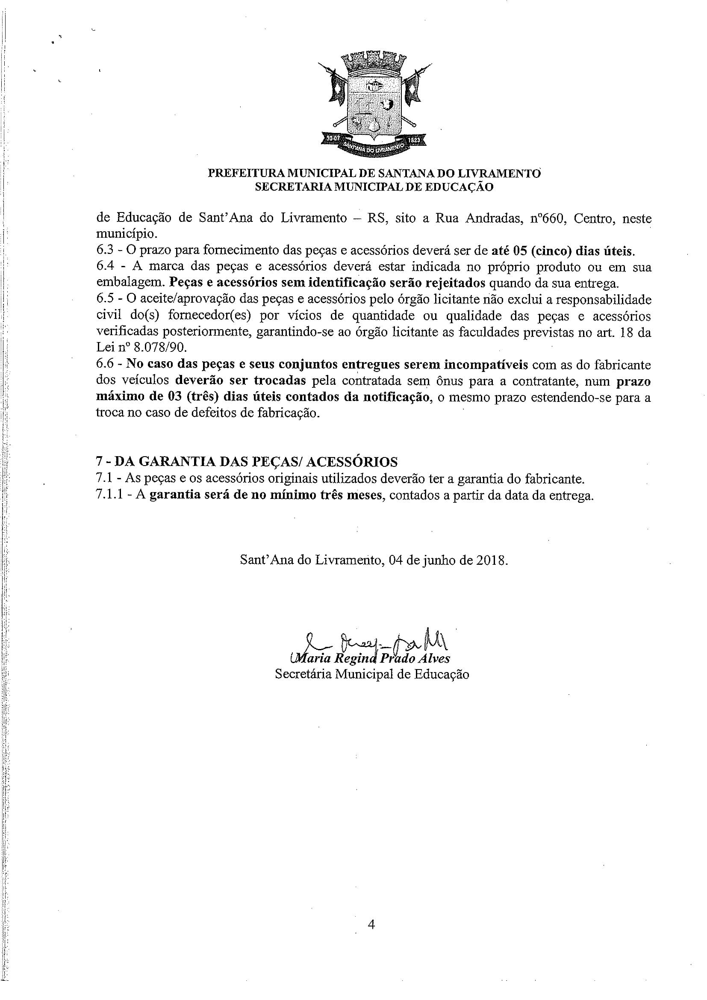 30-07
1823
SANT'ANA DO LIVRAMENTO
PREFEITURA MUNICIPAL DE SANTANA DO LIVRAMENTO
SECRETARIA MUNICIPAL DE EDUCAÇÃO
de Educação de Sant’Ana do Livramento – RS, sito a Rua Andradas, nº660, Centro, neste
município.
6.3 - O prazo para fornecimento das peças e acessórios deverá ser de até 05 (cinco) dias úteis.
6.4 - A marca das peças e acessórios deverá estar indicada no próprio produto ou em sua
embalagem. Peças e acessórios sem identificação serão rejeitados quando da sua entrega.
6.5 - O aceite/aprovação das peças e acessórios pelo órgão licitante não exclui a responsabilidade
civil do(s) fornecedor(es) por vícios de quantidade ou qualidade das peças e acessórios
verificadas posteriormente, garantindo-se ao órgão licitante as faculdades previstas no art. 18 da
Lei nº 8.078/90.
6.6 - No caso das peças e seus conjuntos entregues serem incompatíveis com as do fabricante
dos veículos deverão ser trocadas pela contratada sem ônus para a contratante, num prazo
máximo de 03 (três) dias úteis contados da notificação, o mesmo prazo estendendo-se para a
troca no caso de defeitos de fabricação.
7 - DA GARANTIA DAS PEÇAS/ ACESSÓRIOS
7.1 - As peças e os acessórios originais utilizados deverão ter a garantia do fabricante.
7.1.1 - A garantia será de no mínimo três meses, contados a partir da data da entrega.
Sant’Ana do Livramento, 04 de junho de 2018.
Maria Regina Prado Alves
Secretária Municipal de Educação
4